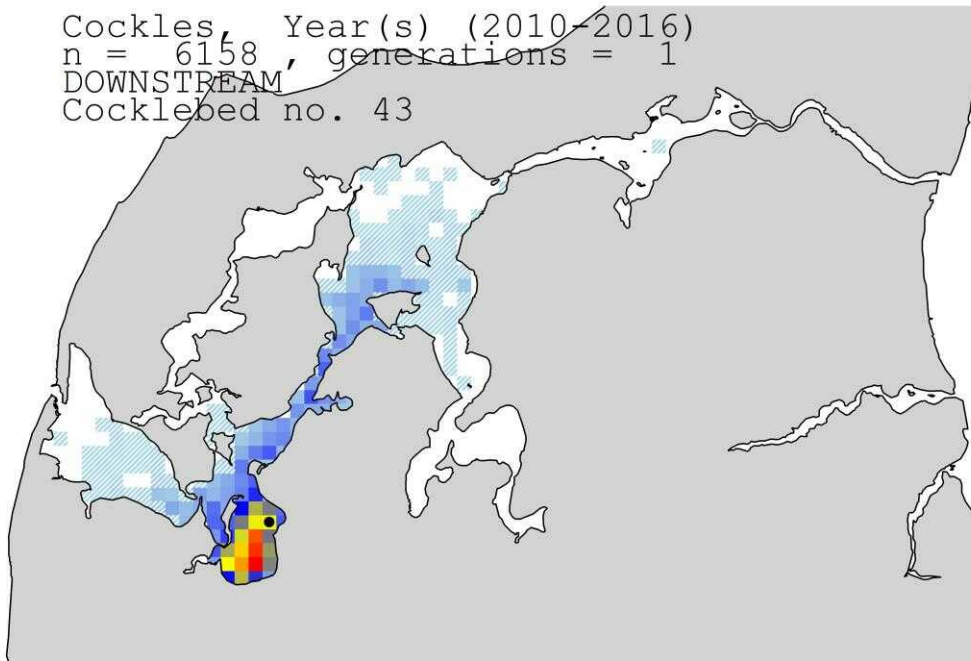 Cockles, Year(s) (2010-2016)
n = 6158 , generations = 1
DOWNSTREAM
Cocklebed no. 43